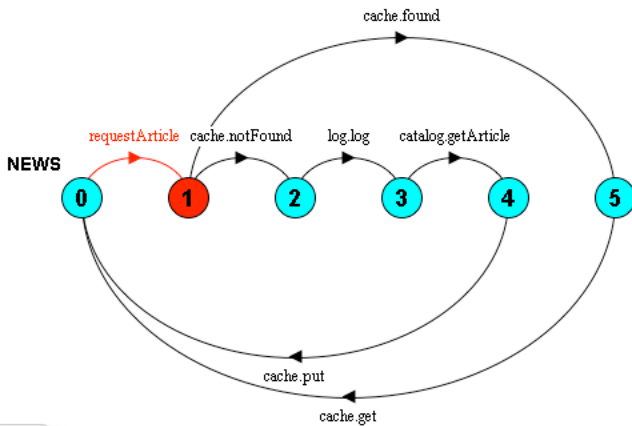 cache.found
requestArticle cache.notFound log.log catalog.getArticle
NEWS
0 1 2 3 4 5
cache.put
cache.get